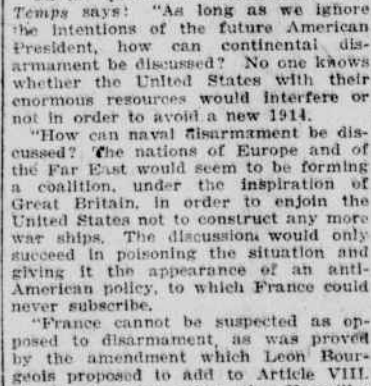 Temps says: "As long as we ignore
the intentions of the future American
President, how can continental dis-
armament be discussed? No one knows
whether the United States with their
enormous resources would interfere or
not in order to avoid a new 1914.
"How can naval disarmament be dis-
cussed? The nations of Europe and of
the Far East would seem to be forming
a coalition, under the inspiration of
Great Britain, in order to enjoin the
United States not to construct any more
war ships. The discussion would only
succeed in poisoning the situation and
giving it the appearance of an anti-
American policy, to which France could
never subscribe.
"France cannot be suspected as op-
posed to disarmament, as was proved
by the amendment which Leon Bour-
geois proposed to add to Article VIII.